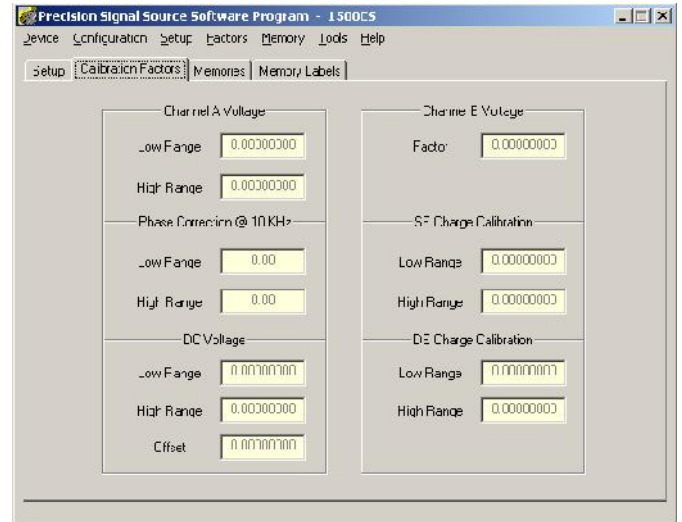 Precision Signal Source Software Program - 1500CS
Device Configuration Setup Factors Memory Tools Help
Setup Calibration Factors Memories Memory Labels
Channel A Voltage
Low Range 0.00000000
High Range 0.00000000
Phase Correction @ 10 KHz
Low Range 0.00
High Range 0.00
DC Voltage
Low Range 0.00000000
High Range 0.00000000
Offset 0.00000000
Channel B Voltage
Factor 0.00000000
SE Charge Calibration
Low Range 0.00000000
High Range 0.00000000
DE Charge Calibration
Low Range 0.00000000
High Range 0.00000000